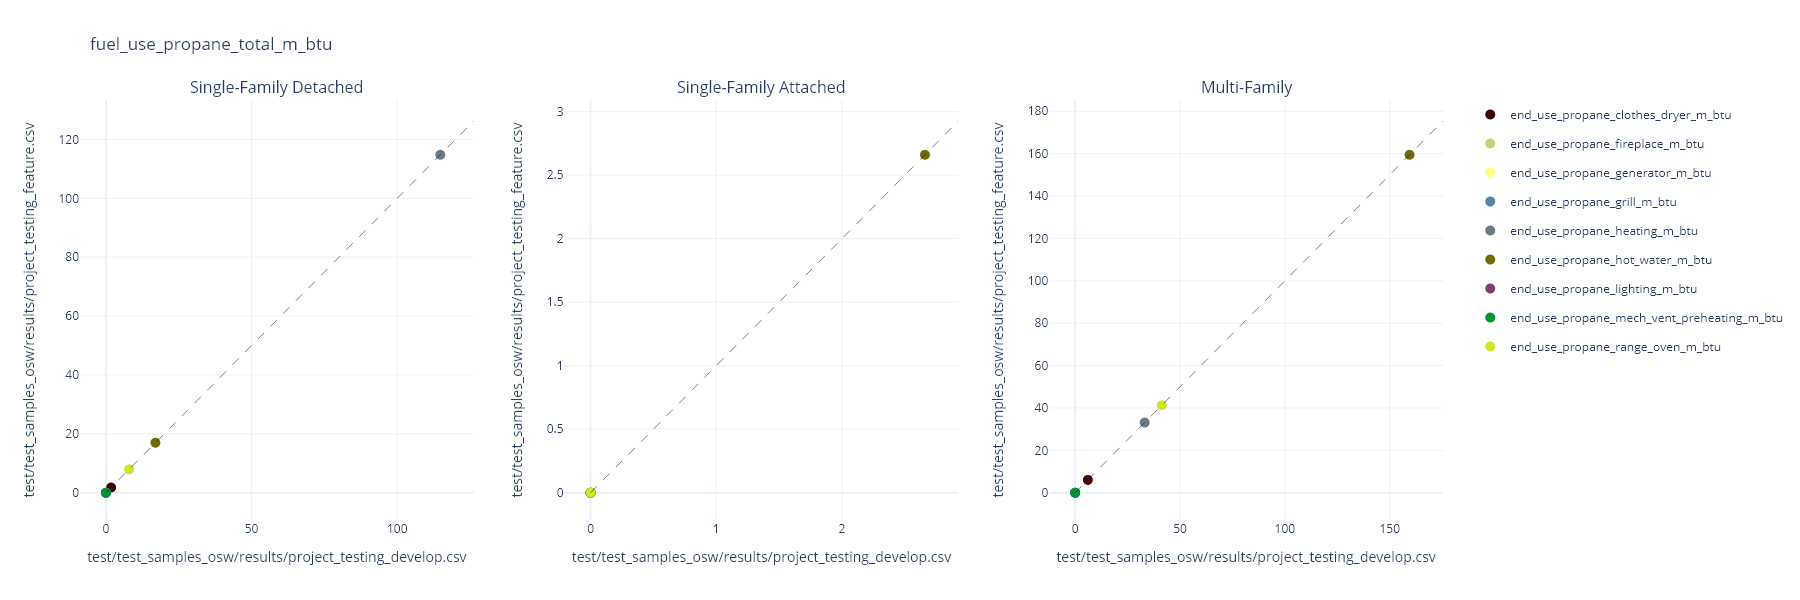 fuel_use_propane_total_m_btu
Single-Family Detached
test/test_samples_osw/results/project_testing_feature.csv
120
100
80
60
40
20
0
0
50
100
test/test_samples_osw/results/project_testing_develop.csv
Single-Family Attached
test/test_samples_osw/results/project_testing_feature.csv
3
2.5
2
1.5
1
0.5
0
0
1
2
test/test_samples_osw/results/project_testing_develop.csv
Multi-Family
test/test_samples_osw/results/project_testing_feature.csv
180
160
140
120
100
80
60
40
20
0
0
50
100
150
test/test_samples_osw/results/project_testing_develop.csv
end_use_propane_clothes_dryer_m_btu
end_use_propane_fireplace_m_btu
end_use_propane_generator_m_btu
end_use_propane_grill_m_btu
end_use_propane_heating_m_btu
end_use_propane_hot_water_m_btu
end_use_propane_lighting_m_btu
end_use_propane_mech_vent_preheating_m_btu
end_use_propane_range_oven_m_btu